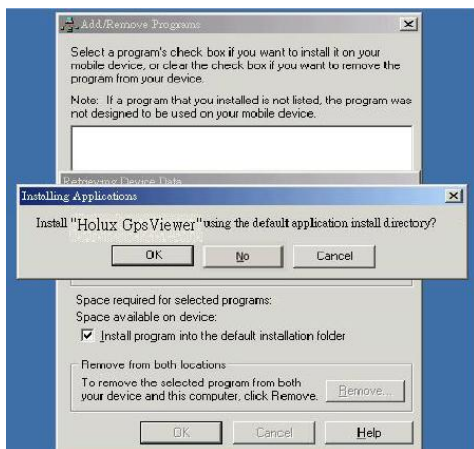 Add/Remove Programs
Select a program's check box if you want to install it on your
mobile device, or clear the check box if you want to remove the
program from your device.
Note: If a program that you installed is not listed, the program was
not designed to be used on your mobile device.
Retrieving Device Data
Installing Applications
Install "Holux GpsViewer" using the default application install directory?
OK
No
Cancel
Space required for selected programs:
Space available on device:
Install program into the default installation folder
Remove from both locations
To remove the selected program from both
your device and this computer, click Remove.
Remove...
OK
Cancel
Help